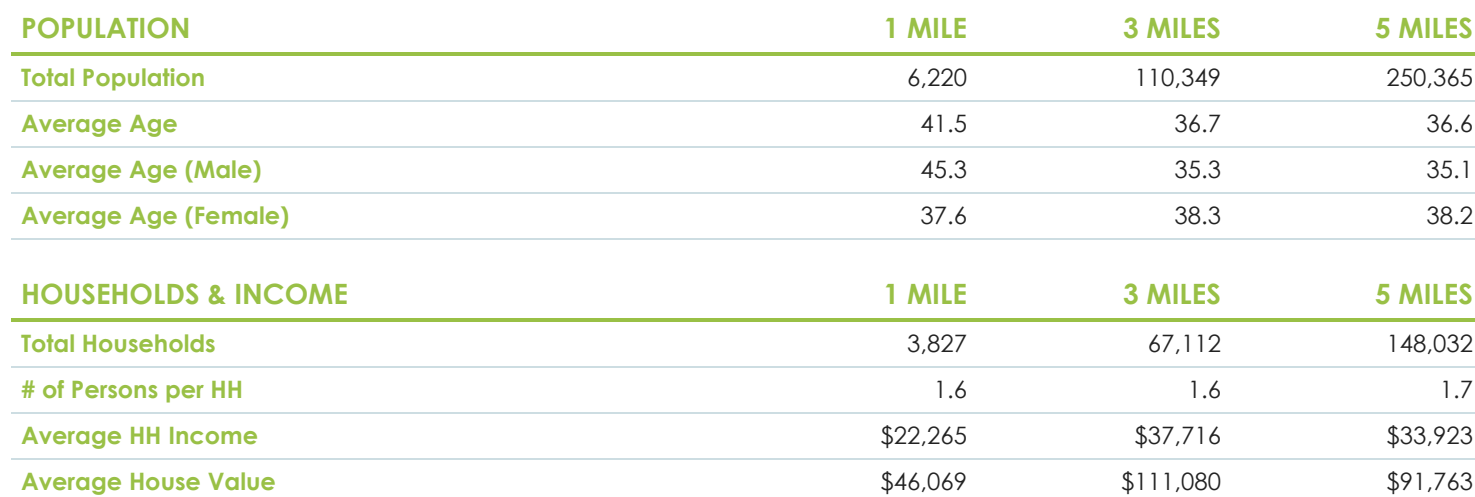 POPULATION 1 MILE 3 MILES 5 MILES
Total Population 6,220 110,349 250,365
Average Age 41.5 36.7 36.6
Average Age (Male) 45.3 35.3 35.1
Average Age (Female) 37.6 38.3 38.2
HOUSEHOLDS & INCOME 1 MILE 3 MILES 5 MILES
Total Households 3,827 67,112 148,032
# of Persons per HH 1.6 1.6 1.7
Average HH Income $22,265 $37,716 $33,923
Average House Value $46,069 $111,080 $91,763